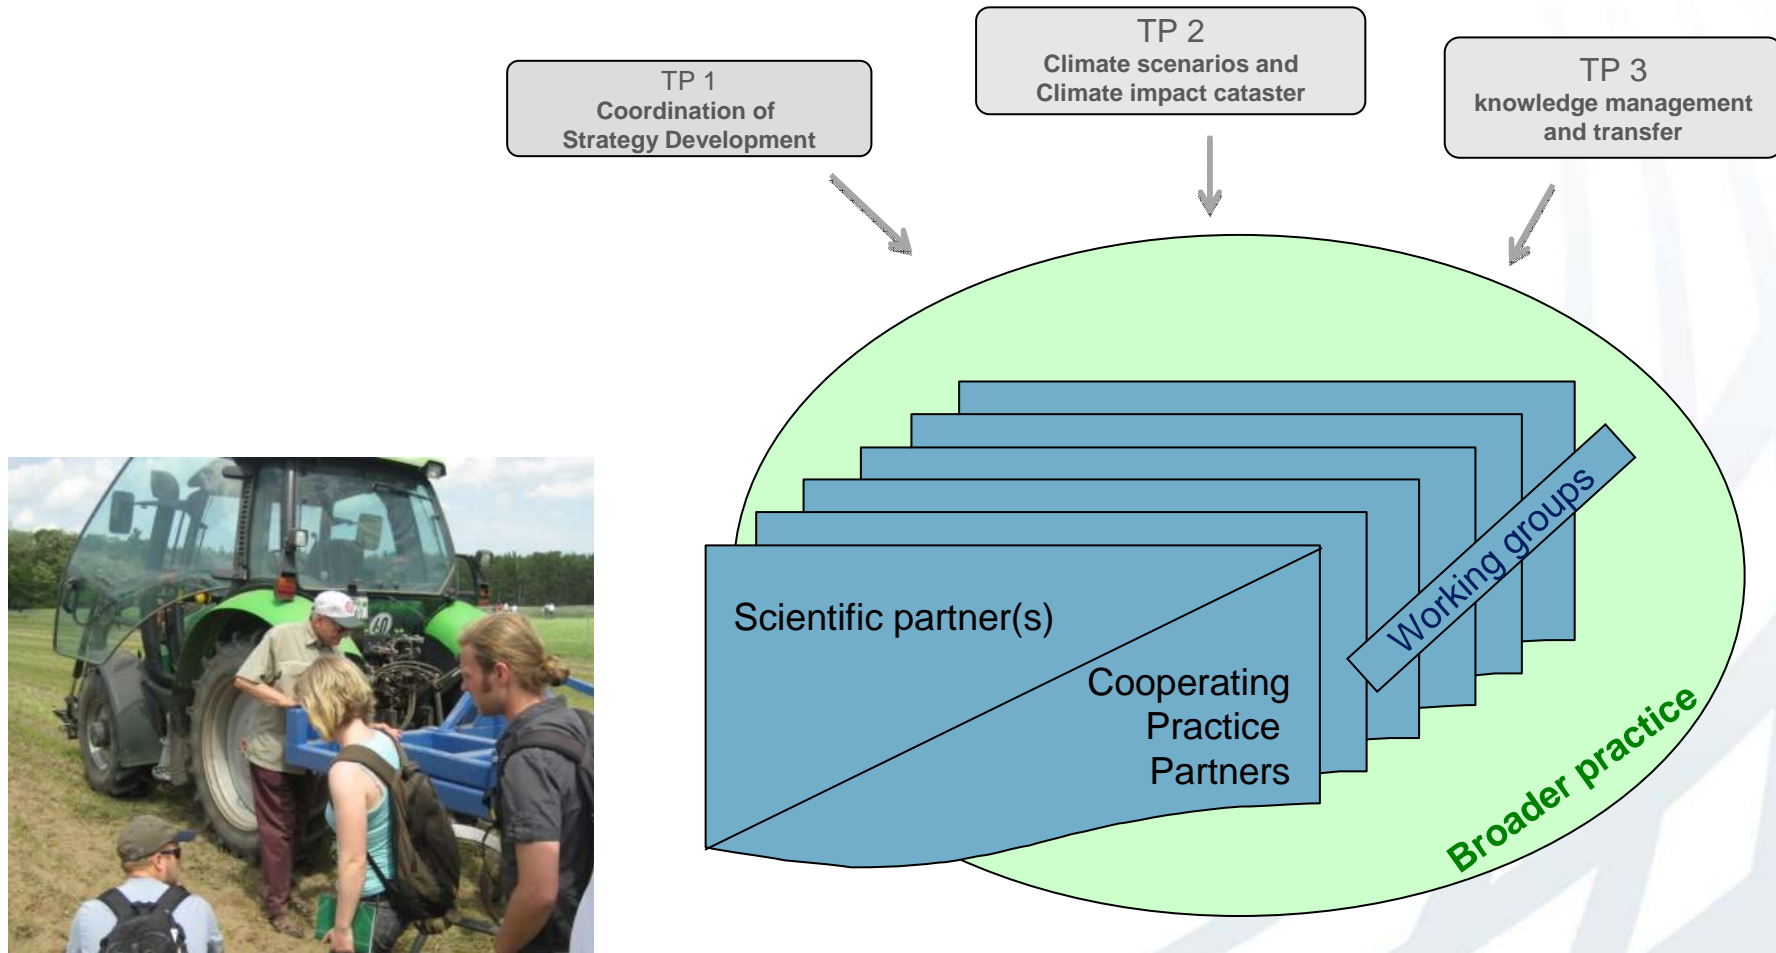 TP 1
Coordination of
Strategy Development
TP 2
Climate scenarios and
Climate impact cataster
TP 3
knowledge management
and transfer
Scientific partner(s)
Cooperating
Practice
Partners
Working groups
Broader practice